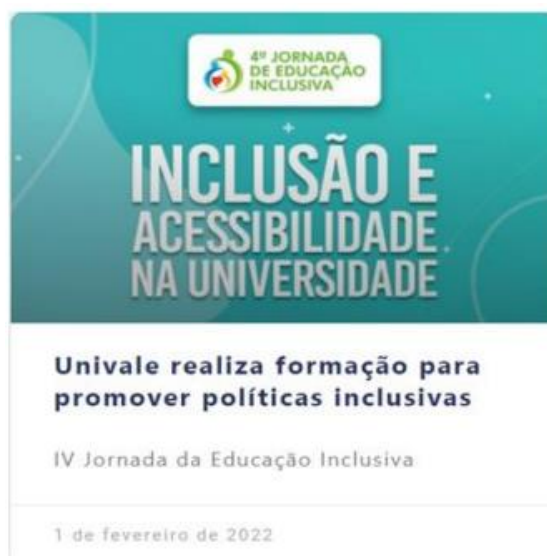 4ª JORNADA
DE EDUCAÇÃO
INCLUSIVA
INCLUSÃO E
ACESSIBILIDADE
NA UNIVERSIDADE
Univale realiza formação para
promover políticas inclusivas
IV Jornada da Educação Inclusiva
1 de fevereiro de 2022